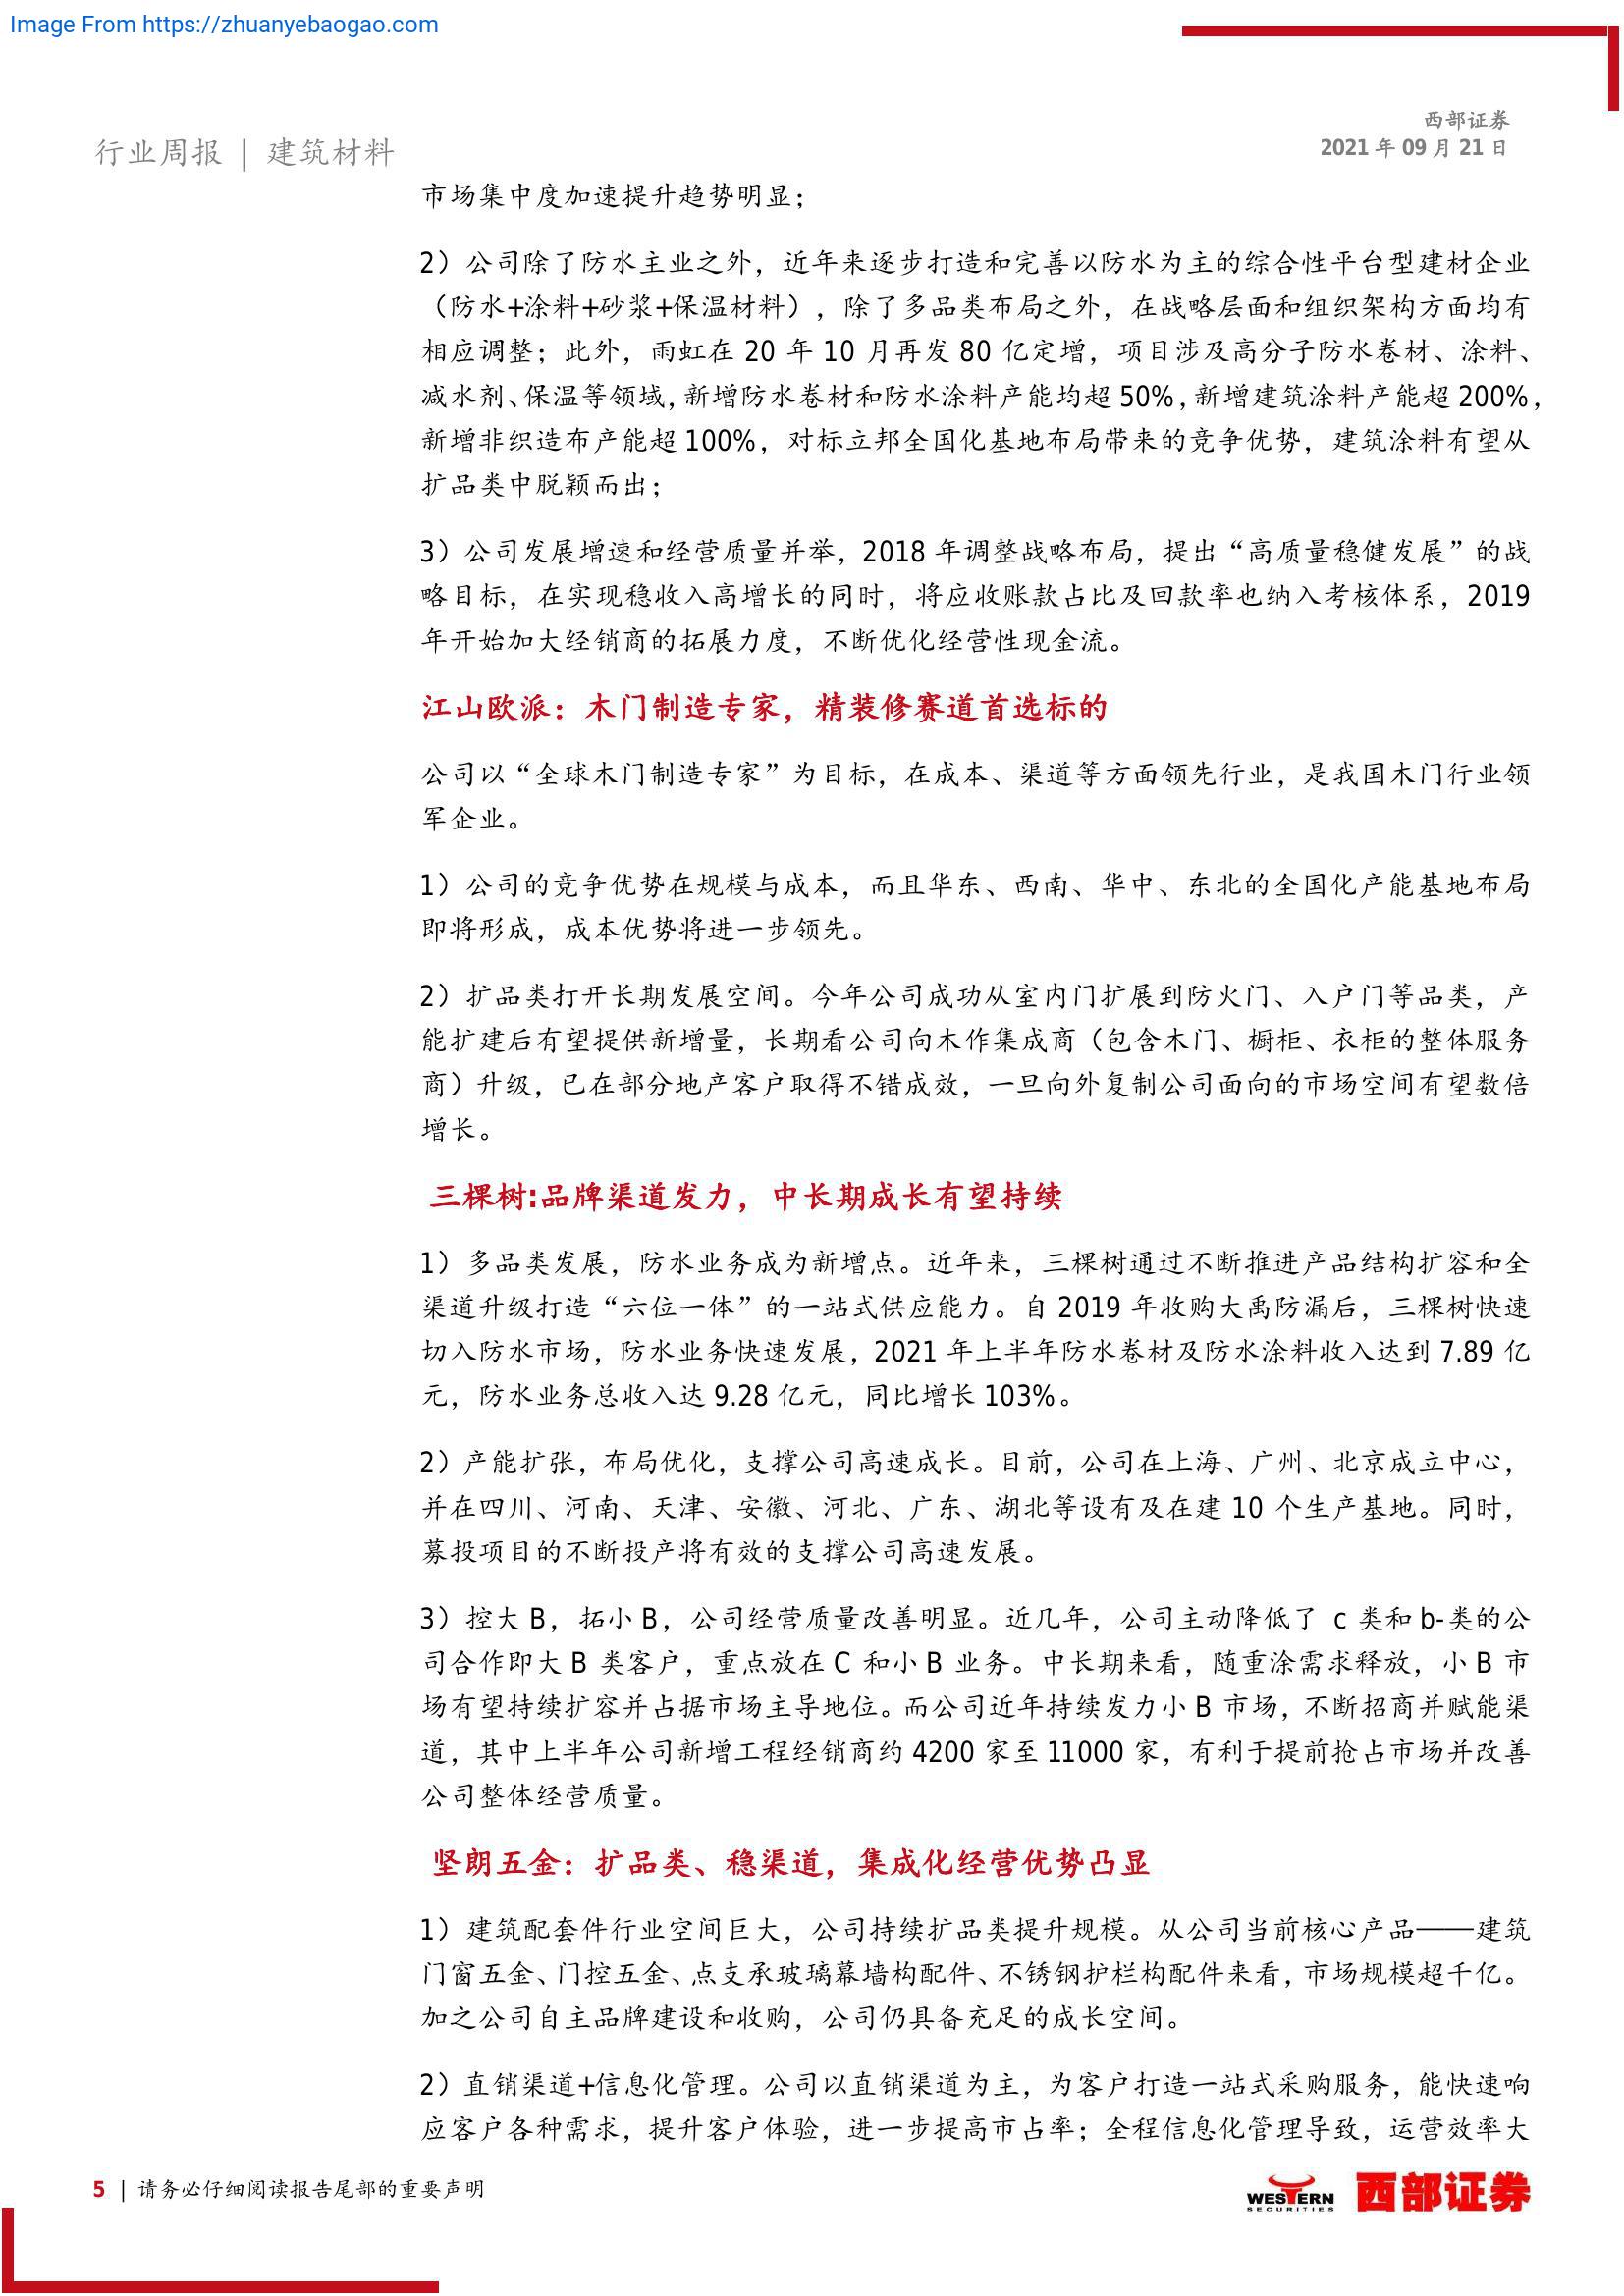 Image From https://zhuanyebaogao.com
西部证券
行业周报 | 建筑材料
2021 年 09 月 21 日
市场集中度加速提升趋势明显；
2）公司除了防水主业之外，近年来逐步打造和完善以防水为主的综合性平台型建材企业
（防水+涂料+砂浆+保温材料），除了多品类布局之外，在战略层面和组织架构方面均有
相应调整；此外，雨虹在 20 年 10 月再发 80 亿定增，项目涉及高分子防水卷材、涂料、
减水剂、保温等领域，新增防水卷材和防水涂料产能均超 50%，新增建筑涂料产能超 200%，
新增非织造布产能超 100%，对标立邦全国化基地布局带来的竞争优势，建筑涂料有望从
扩品类中脱颖而出；
3）公司发展增速和经营质量并举，2018 年调整战略布局，提出“高质量稳健发展”的战
略目标，在实现稳收入高增长的同时，将应收账款占比及回款率也纳入考核体系，2019
年开始加大经销商的拓展力度，不断优化经营性现金流。
江山欧派：木门制造专家，精装修赛道首选标的
公司以“全球木门制造专家”为目标，在成本、渠道等方面领先行业，是我国木门行业领
军企业。
1）公司的竞争优势在规模与成本，而且华东、西南、华中、东北的全国化产能基地布局
即将形成，成本优势将进一步领先。
2）扩品类打开长期发展空间。今年公司成功从室内门扩展到防火门、入户门等品类，产
能扩建后有望提供新增量，长期看公司向木作集成商（包含木门、橱柜、衣柜的整体服务
商）升级，已在部分地产客户取得不错成效，一旦向外复制公司面向的市场空间有望数倍
增长。
三棵树:品牌渠道发力，中长期成长有望持续
1）多品类发展，防水业务成为新增点。近年来，三棵树通过不断推进产品结构扩容和全
渠道升级打造“六位一体”的一站式供应能力。自 2019 年收购大禹防漏后，三棵树快速
切入防水市场，防水业务快速发展，2021 年上半年防水卷材及防水涂料收入达到 7.89 亿
元，防水业务总收入达 9.28 亿元，同比增长 103%。
2）产能扩张，布局优化，支撑公司高速成长。目前，公司在上海、广州、北京成立中心，
并在四川、河南、天津、安徽、河北、广东、湖北等设有及在建 10 个生产基地。同时，
募投项目的不断投产将有效的支撑公司高速发展。
3）控大 B，拓小 B，公司经营质量改善明显。近几年，公司主动降低了 c 类和 b-类的公
司合作即大 B 类客户，重点放在 C 和小 B 业务。中长期来看，随重涂需求释放，小 B 市
场有望持续扩容并占据市场主导地位。而公司近年持续发力小 B 市场，不断招商并赋能渠
道，其中上半年公司新增工程经销商约 4200 家至 11000 家，有利于提前抢占市场并改善
公司整体经营质量。
坚朗五金：扩品类、稳渠道，集成化经营优势凸显
1）建筑配套件行业空间巨大，公司持续扩品类提升规模。从公司当前核心产品——建筑
门窗五金、门控五金、点支承玻璃幕墙构配件、不锈钢护栏构配件来看，市场规模超千亿。
加之公司自主品牌建设和收购，公司仍具备充足的成长空间。
2）直销渠道+信息化管理。公司以直销渠道为主，为客户打造一站式采购服务，能快速响
应客户各种需求，提升客户体验，进一步提高市占率；全程信息化管理导致，运营效率大
5 | 请务必仔细阅读报告尾部的重要声明
WESTERN
SECURITIES
西部证券